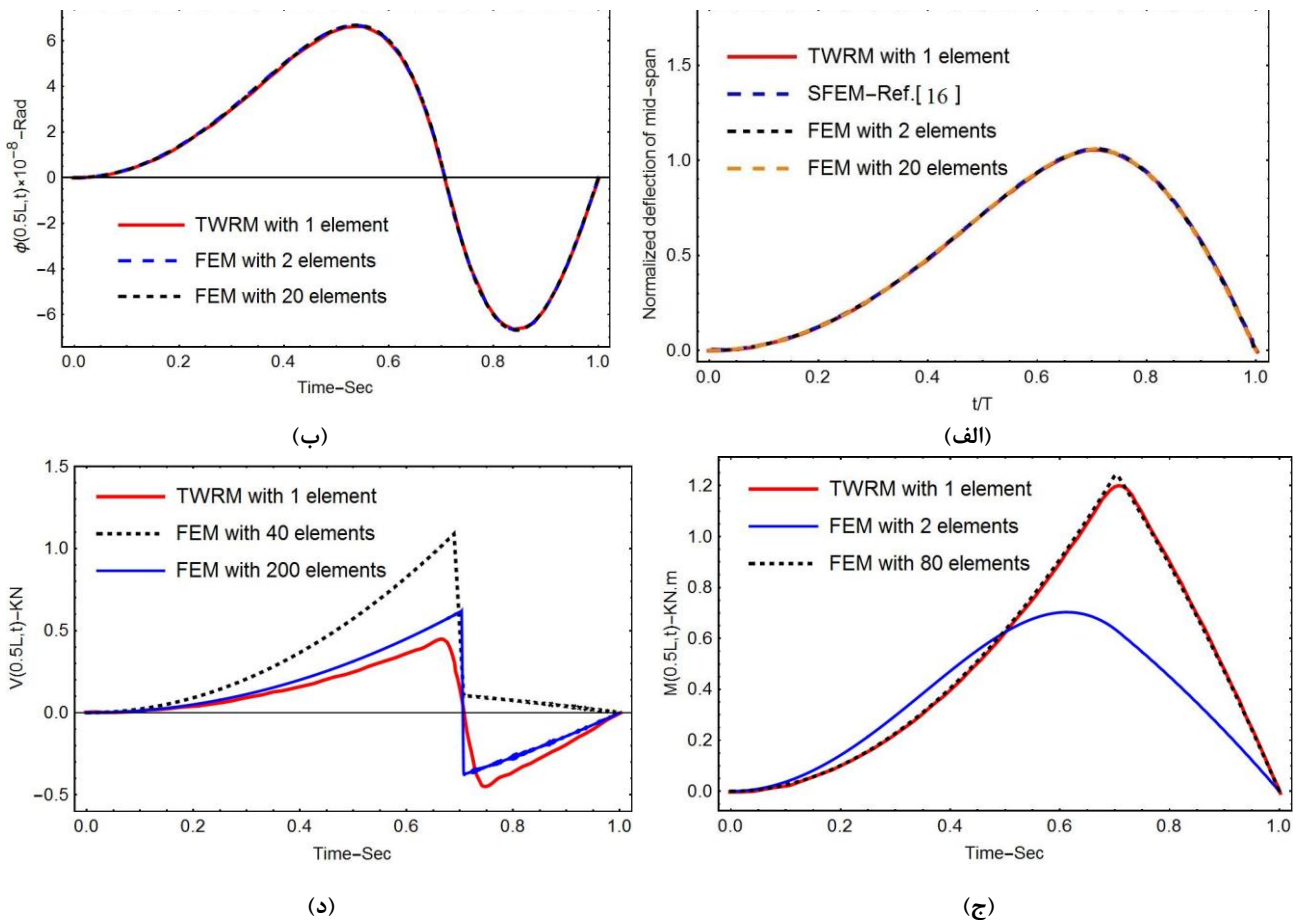 ϕ(0.5L,t)×10⁻⁸−Rad
6
4
2
0
−2
−4
−6
TWRM with 1 element
FEM with 2 elements
FEM with 20 elements
0.0 0.2 0.4 0.6 0.8 1.0
Time−Sec
(ب)
Normalized deflection of mid−span
1.5
1.0
0.5
0.0
TWRM with 1 element
SFEM−Ref.[ 16 ]
FEM with 2 elements
FEM with 20 elements
0.0 0.2 0.4 0.6 0.8 1.0
t/T
(الف)
V(0.5L,t)−KN
1.5
1.0
0.5
0.0
−0.5
TWRM with 1 element
FEM with 40 elements
FEM with 200 elements
0.0 0.2 0.4 0.6 0.8 1.0
Time−Sec
(د)
M(0.5L,t)−KN.m
1.2
1.0
0.8
0.6
0.4
0.2
0.0
TWRM with 1 element
FEM with 2 elements
FEM with 80 elements
0.0 0.2 0.4 0.6 0.8 1.0
Time−Sec
(ج)